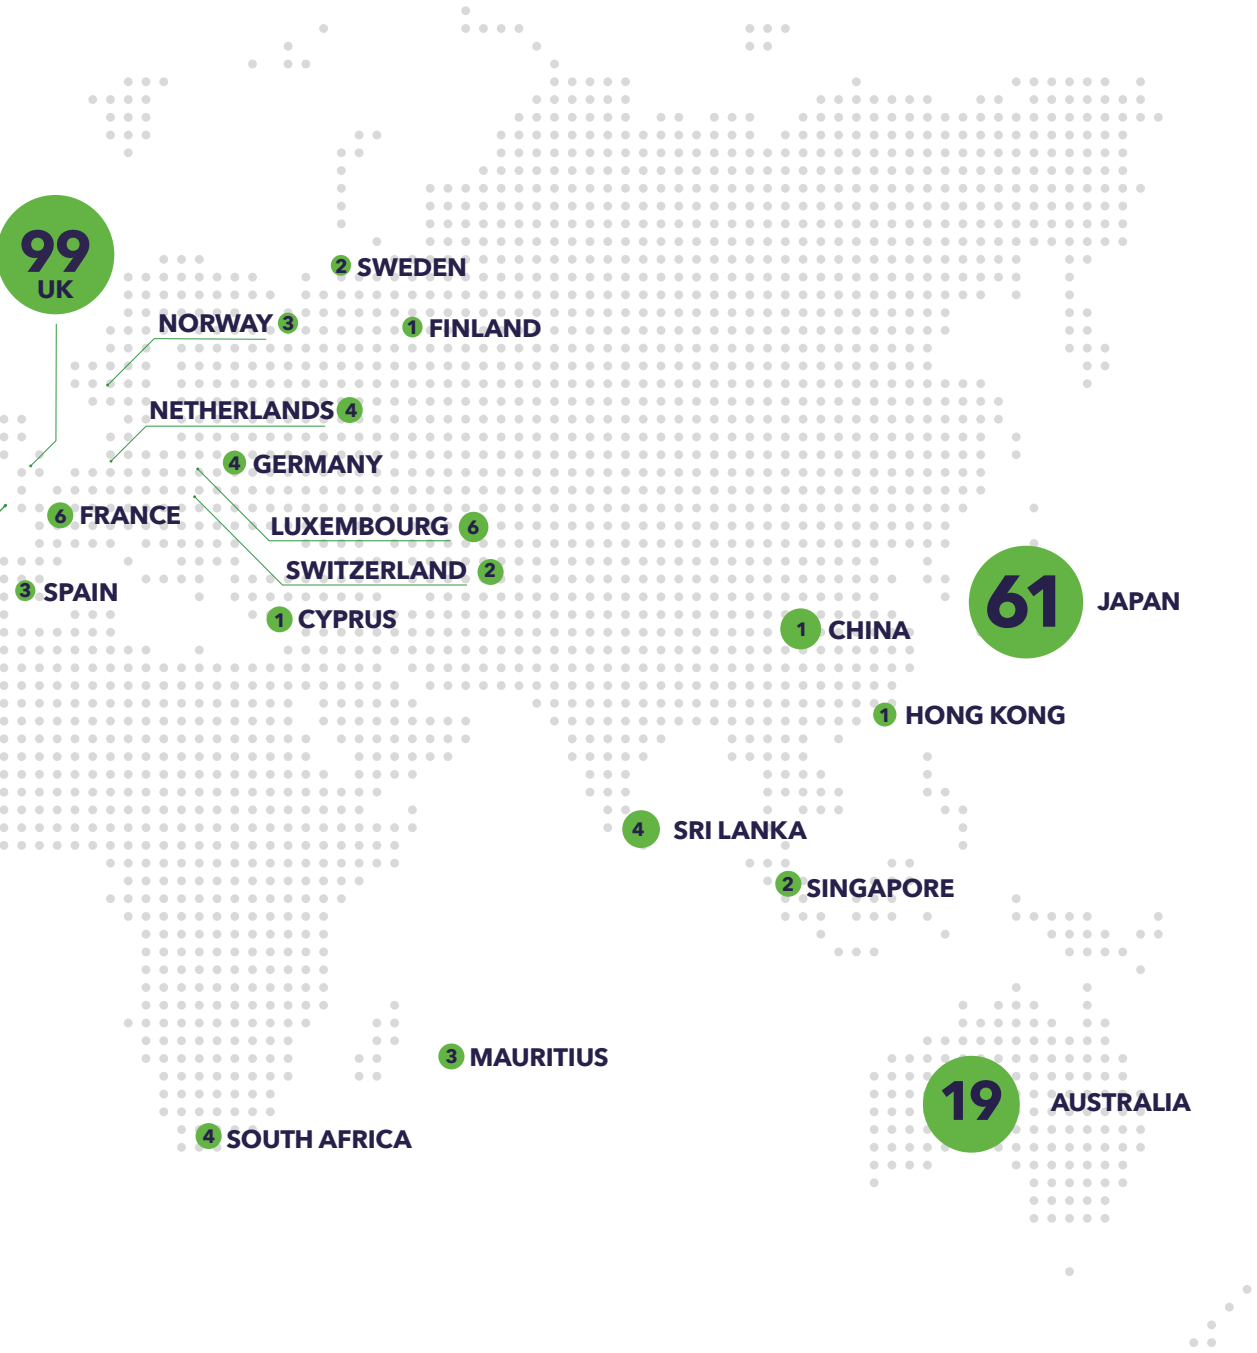 99
UK
2 SWEDEN
NORWAY 3
1 FINLAND
NETHERLANDS 4
4 GERMANY
6 FRANCE
LUXEMBOURG 6
SWITZERLAND 2
3 SPAIN
1 CYPRUS
61 JAPAN
1 CHINA
1 HONG KONG
4 SRI LANKA
2 SINGAPORE
3 MAURITIUS
19 AUSTRALIA
4 SOUTH AFRICA